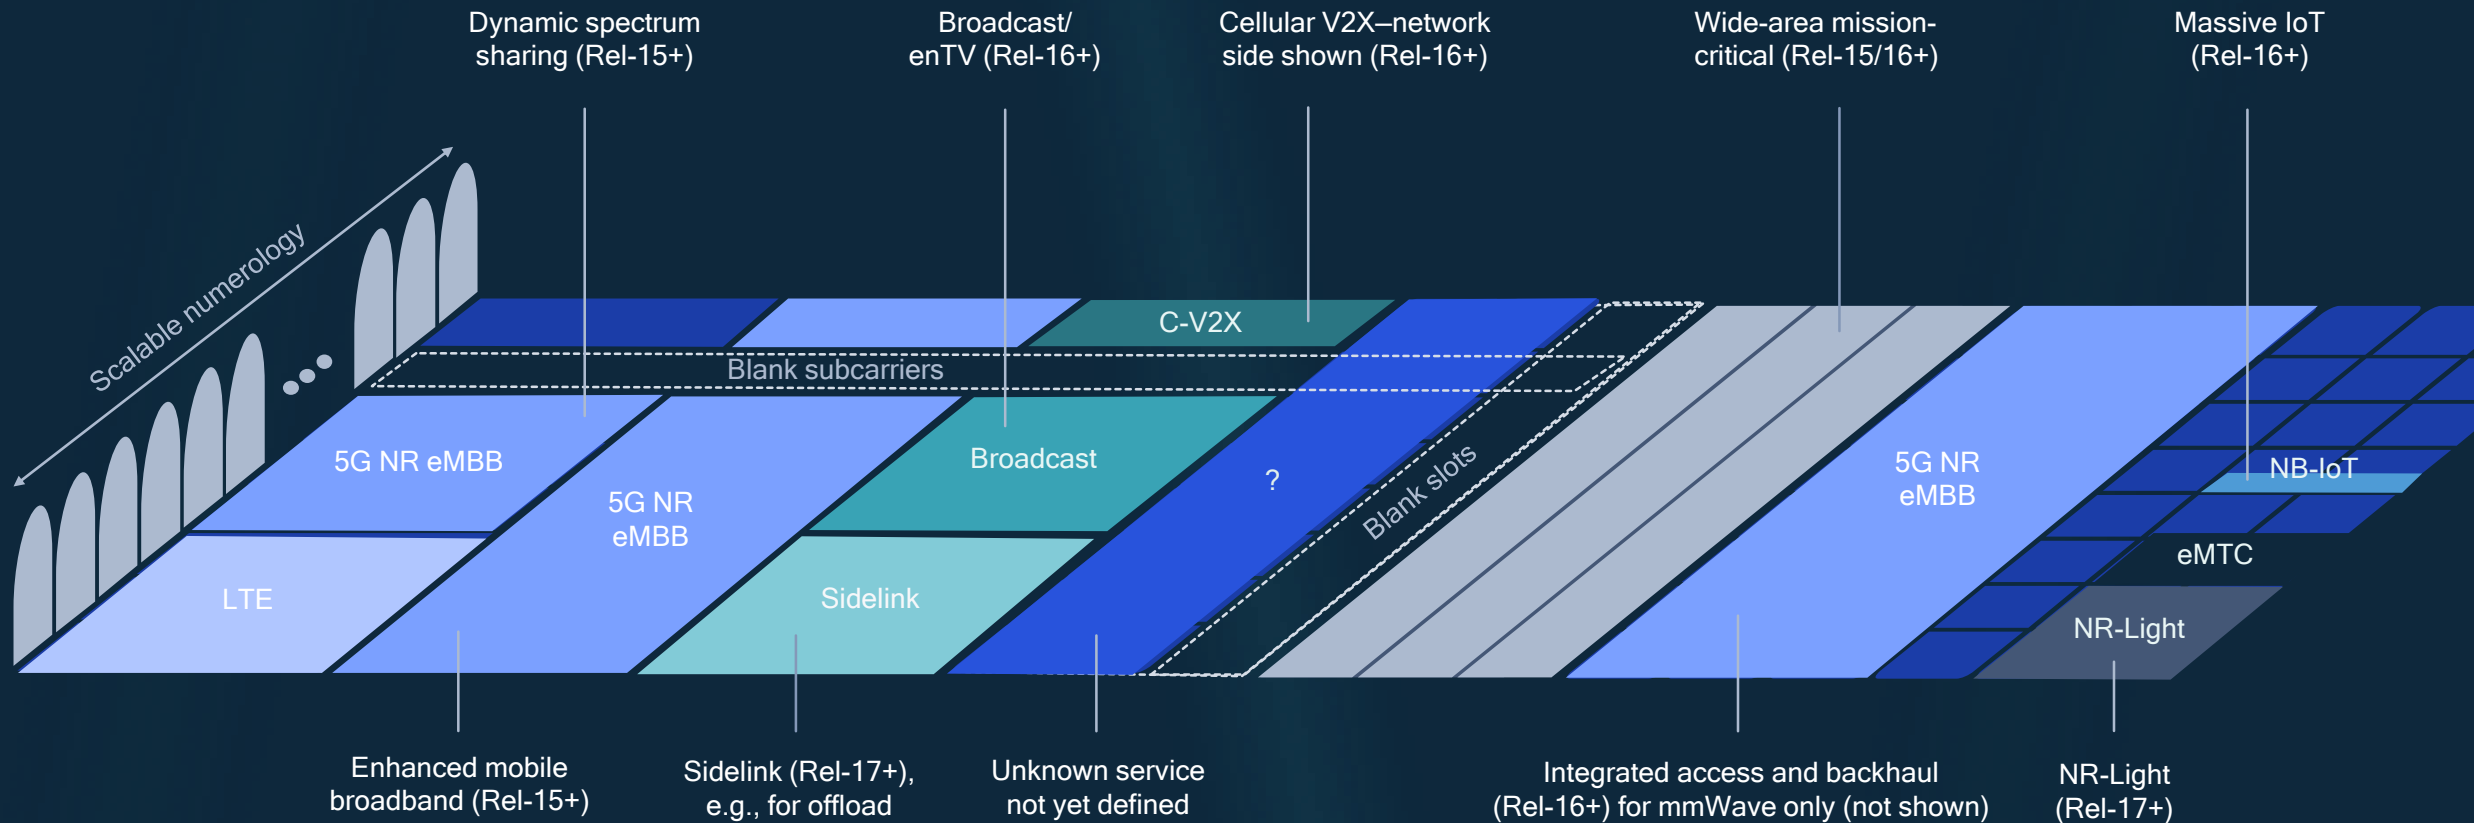 Dynamic spectrum
sharing (Rel-15+)
Broadcast/
enTV (Rel-16+)
Cellular V2X–network
side shown (Rel-16+)
Wide-area mission-
critical (Rel-15/16+)
Massive IoT
(Rel-16+)
Scalable numerology
C-V2X
Blank subcarriers
5G NR eMBB
5G NR
eMBB
Broadcast
?
Blank slots
5G NR
eMBB
NB-IoT
eMTC
LTE
Sidelink
NR-Light
Enhanced mobile
broadband (Rel-15+)
Sidelink (Rel-17+),
e.g., for offload
Unknown service
not yet defined
Integrated access and backhaul
(Rel-16+) for mmWave only (not shown)
NR-Light
(Rel-17+)